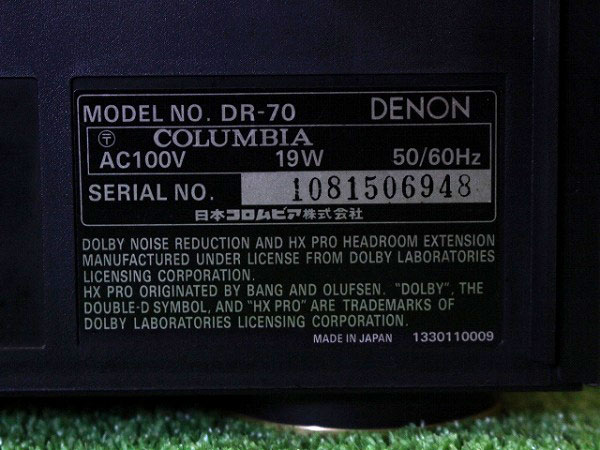 MODEL NO. DR-70 DENON
〒 COLUMBIA
AC100V 19W 50/60Hz
SERIAL NO. 1081506948
日本コロムビア株式会社
DOLBY NOISE REDUCTION AND HX PRO HEADROOM EXTENSION
MANUFACTURED UNDER LICENSE FROM DOLBY LABORATORIES
LICENSING CORPORATION.
HX PRO ORIGINATED BY BANG AND OLUFSEN. "DOLBY", THE
DOUBLE-D SYMBOL, AND "HX PRO" ARE TRADEMARKS OF
DOLBY LABORATORIES LICENSING CORPORATION.
MADE IN JAPAN 1330110009